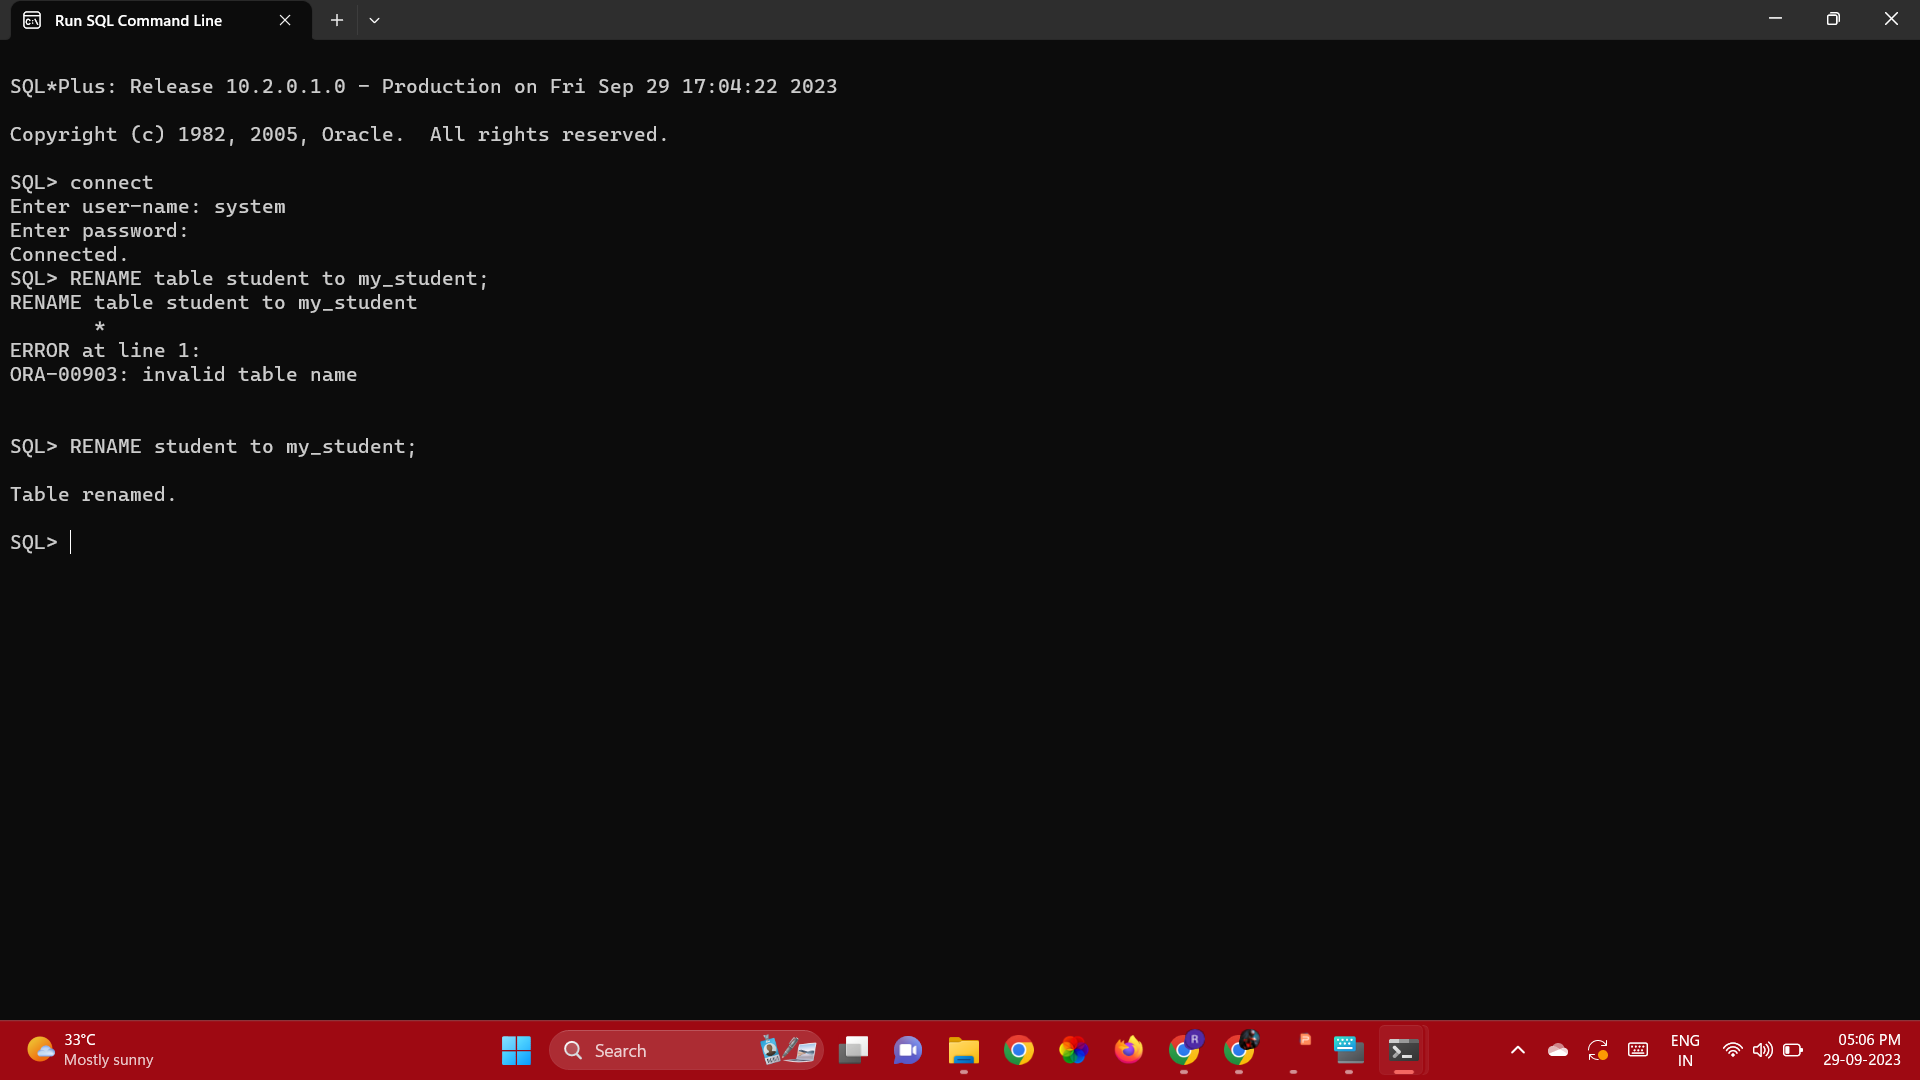 Run SQL Command Line
SQL*Plus: Release 10.2.0.1.0 - Production on Fri Sep 29 17:04:22 2023
Copyright (c) 1982, 2005, Oracle.  All rights reserved.
SQL> connect
Enter user-name: system
Enter password:
Connected.
SQL> RENAME table student to my_student;
RENAME table student to my_student
       *
ERROR at line 1:
ORA-00903: invalid table name
SQL> RENAME student to my_student;
Table renamed.
SQL>
33°C
Mostly sunny
Search
R
ENG
IN
05:06 PM
29-09-2023